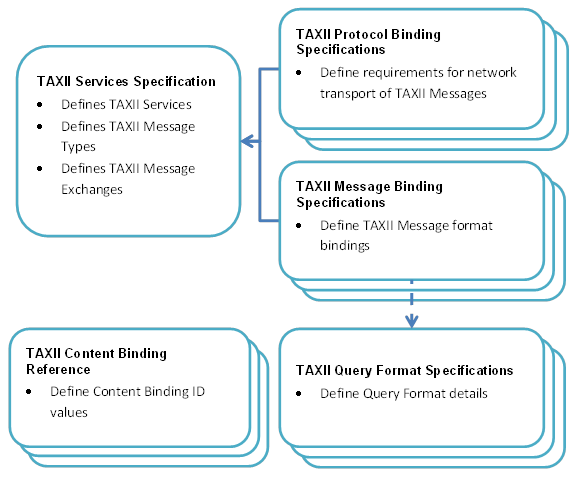 TAXII Services Specification
• Defines TAXII Services
• Defines TAXII Message
Types
• Defines TAXII Message
Exchanges
TAXII Protocol Binding
Specifications
• Define requirements for network
transport of TAXII Messages
TAXII Message Binding
Specifications
• Define TAXII Message format
bindings
TAXII Content Binding
Reference
• Define Content Binding ID
values
TAXII Query Format Specifications
• Define Query Format details